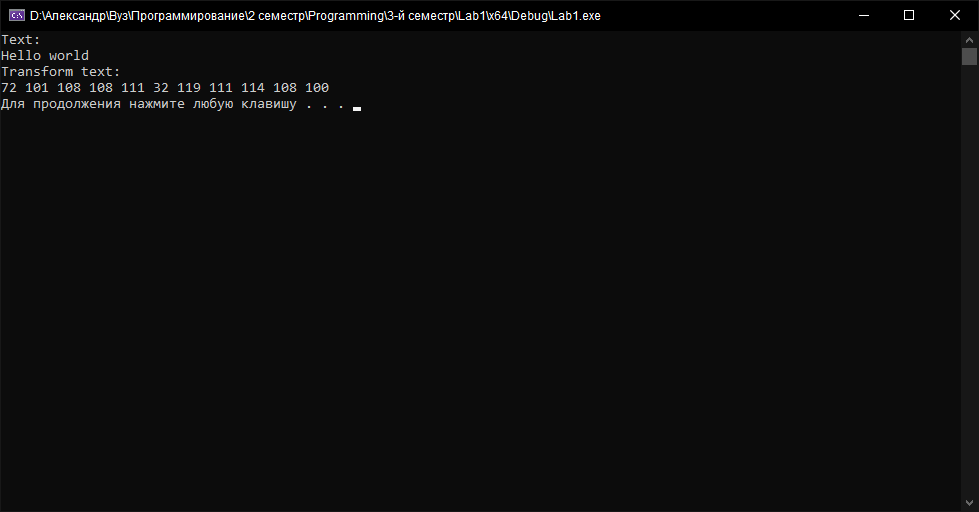 D:\Александр\Вуз\Программирование\2 семестр\Programming\3-й семестр\Lab1\x64\Debug\Lab1.exe
Text:
Hello world
Transform text:
72 101 108 108 111 32 119 111 114 108 100
Для продолжения нажмите любую клавишу . . .